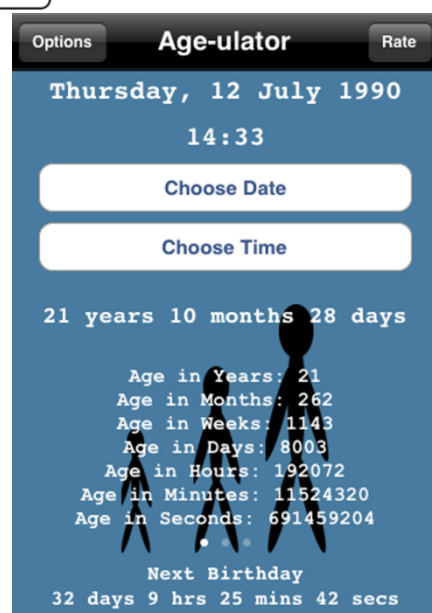 Options Age-ulator Rate
Thursday, 12 July 1990
14:33
Choose Date
Choose Time
21 years 10 months 28 days
Age in Years: 21
Age in Months: 262
Age in Weeks: 1143
Age in Days: 8003
Age in Hours: 192072
Age in Minutes: 11524320
Age in Seconds: 691459204
Next Birthday
32 days 9 hrs 25 mins 42 secs